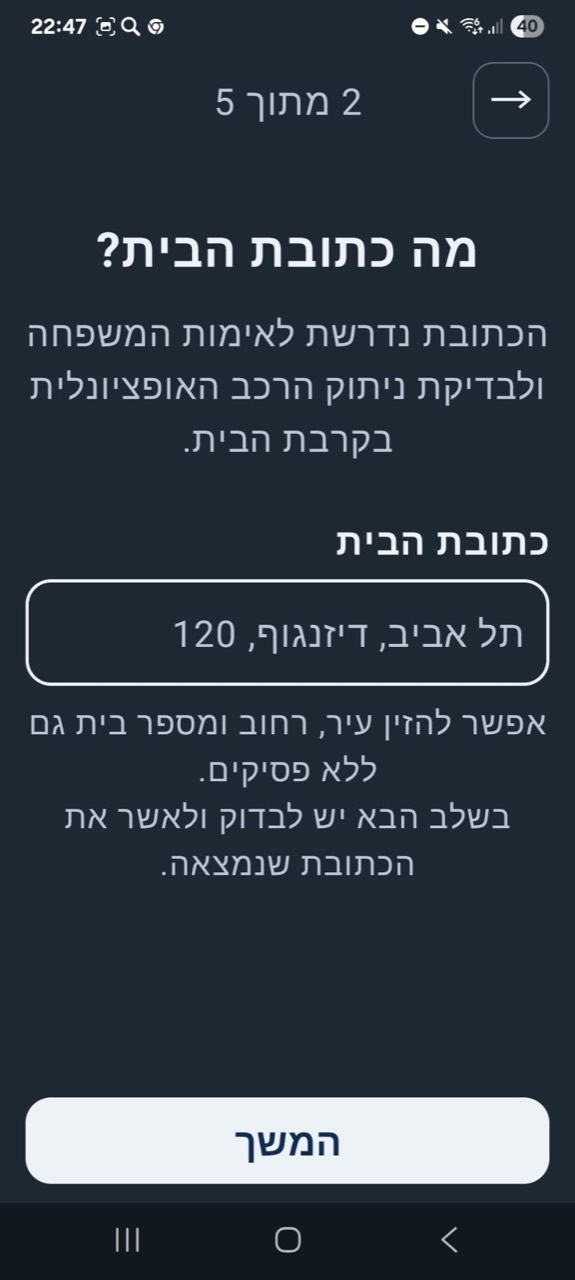 22:47
40
2 מתוך 5
מה כתובת הבית?
הכתובת נדרשת לאימות המשפחה
ולבדיקת ניתוק הרכב האופציונלית
בקרבת הבית.
כתובת הבית
תל אביב, דיזנגוף, 120
אפשר להזין עיר, רחוב ומספר בית גם
ללא פסיקים.
בשלב הבא יש לבדוק ולאשר את
הכתובת שנמצאה.
המשך